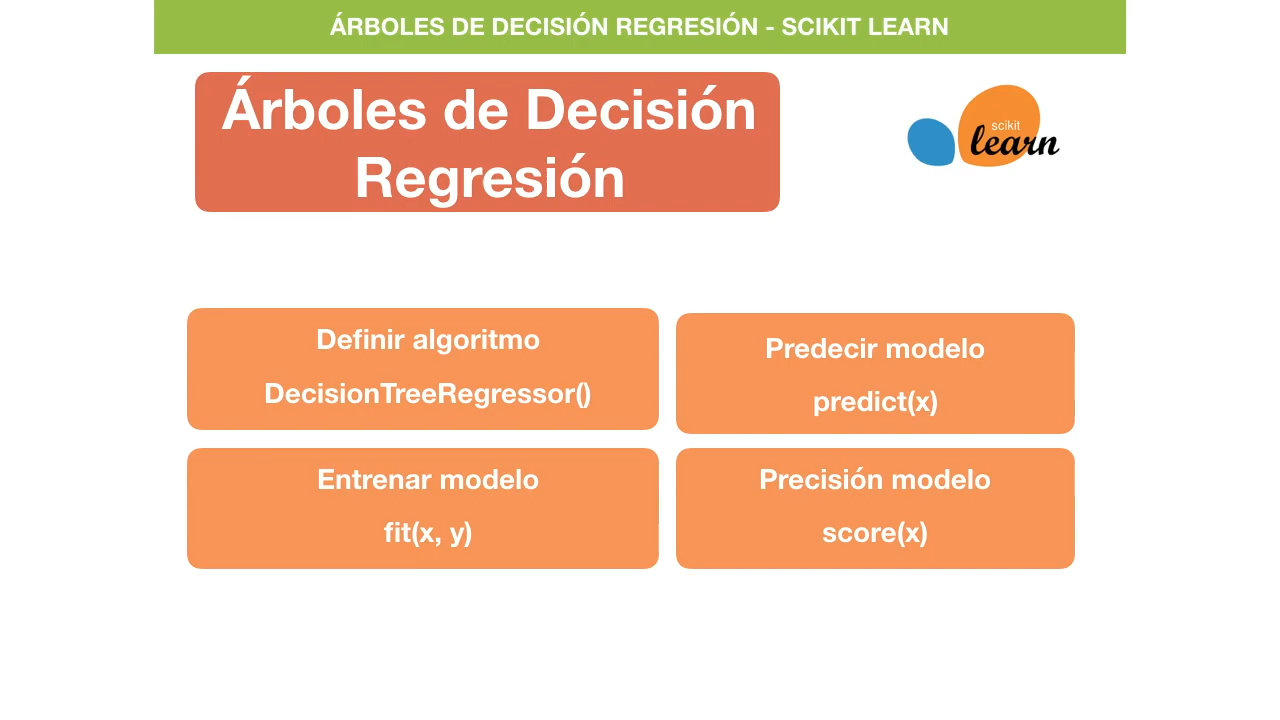 ÁRBOLES DE DECISIÓN REGRESIÓN - SCIKIT LEARN
Árboles de Decisión
Regresión
scikit
learn
Definir algoritmo
DecisionTreeRegressor()
Predecir modelo
predict(x)
Entrenar modelo
fit(x, y)
Precisión modelo
score(x)